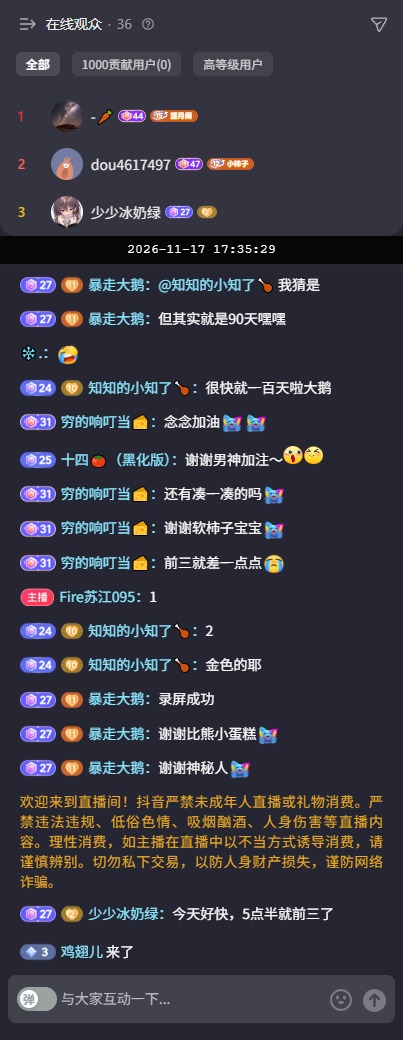 在线观众 · 36
全部 1000贡献用户(0) 高等级用户
1 -🥕 44 15 望月阁
2 dou4617497 47 12 小柿子
3 少少冰奶绿 27
2026-11-17 17:35:29
27 11 暴走大鹅：@知知的小知了🍗 我猜是
27 11 暴走大鹅：但其实就是90天嘿嘿
❄.：🤣
24 10 知知的小知了🍗：很快就一百天啦大鹅
31 穷的响叮当🧀：念念加油
25 十四🍅（黑化版）：谢谢男神加注～😲🤭
31 穷的响叮当🧀：还有凑一凑的吗
31 穷的响叮当🧀：谢谢软柿子宝宝
31 穷的响叮当🧀：前三就差一点点😭
主播 Fire苏江095：1
24 10 知知的小知了🍗：2
24 10 知知的小知了🍗：金色的耶
27 11 暴走大鹅：录屏成功
27 11 暴走大鹅：谢谢比熊小蛋糕
27 11 暴走大鹅：谢谢神秘人
欢迎来到直播间！抖音严禁未成年人直播或礼物消费。严
禁违法违规、低俗色情、吸烟酗酒、人身伤害等直播内
容。理性消费，如主播在直播中以不当方式诱导消费，请
谨慎辨别。切勿私下交易，以防人身财产损失，谨防网络
诈骗。
27 少少冰奶绿：今天好快，5点半就前三了
3 鸡翅儿 来了
弹 与大家互动一下...